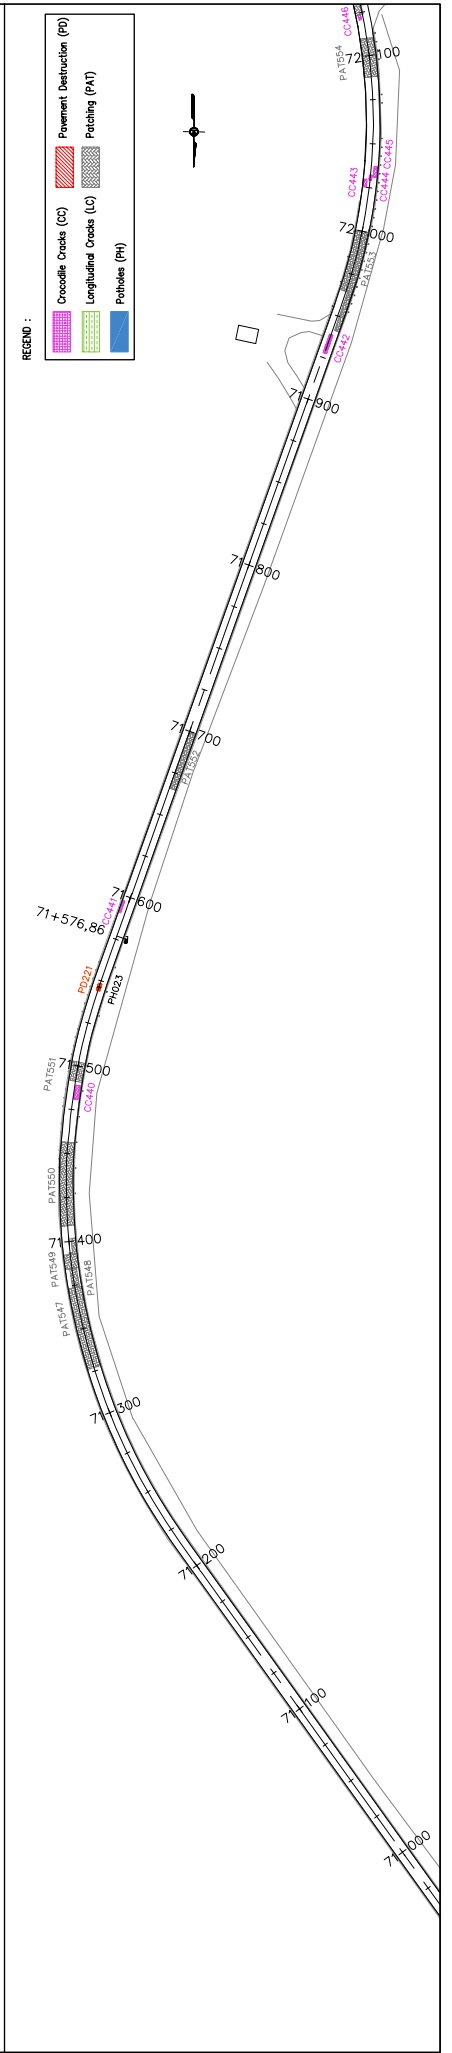 REGEND :
Crocodile Cracks (CC)
Pavement Destruction (PD)
Longitudinal Cracks (LC)
Patching (PAT)
Potholes (PH)
CC446
72+100
PAT554
CC443
CC444 CC445
72+000
PAT553
CC442
71+900
71+800
71+700
PAT552
71+600
CC441
71+576,86
PD221
PH023
PAT551
71+500
CC440
PAT550
71+400
PAT549
PAT548
PAT547
71+300
71+200
71+100
71+000